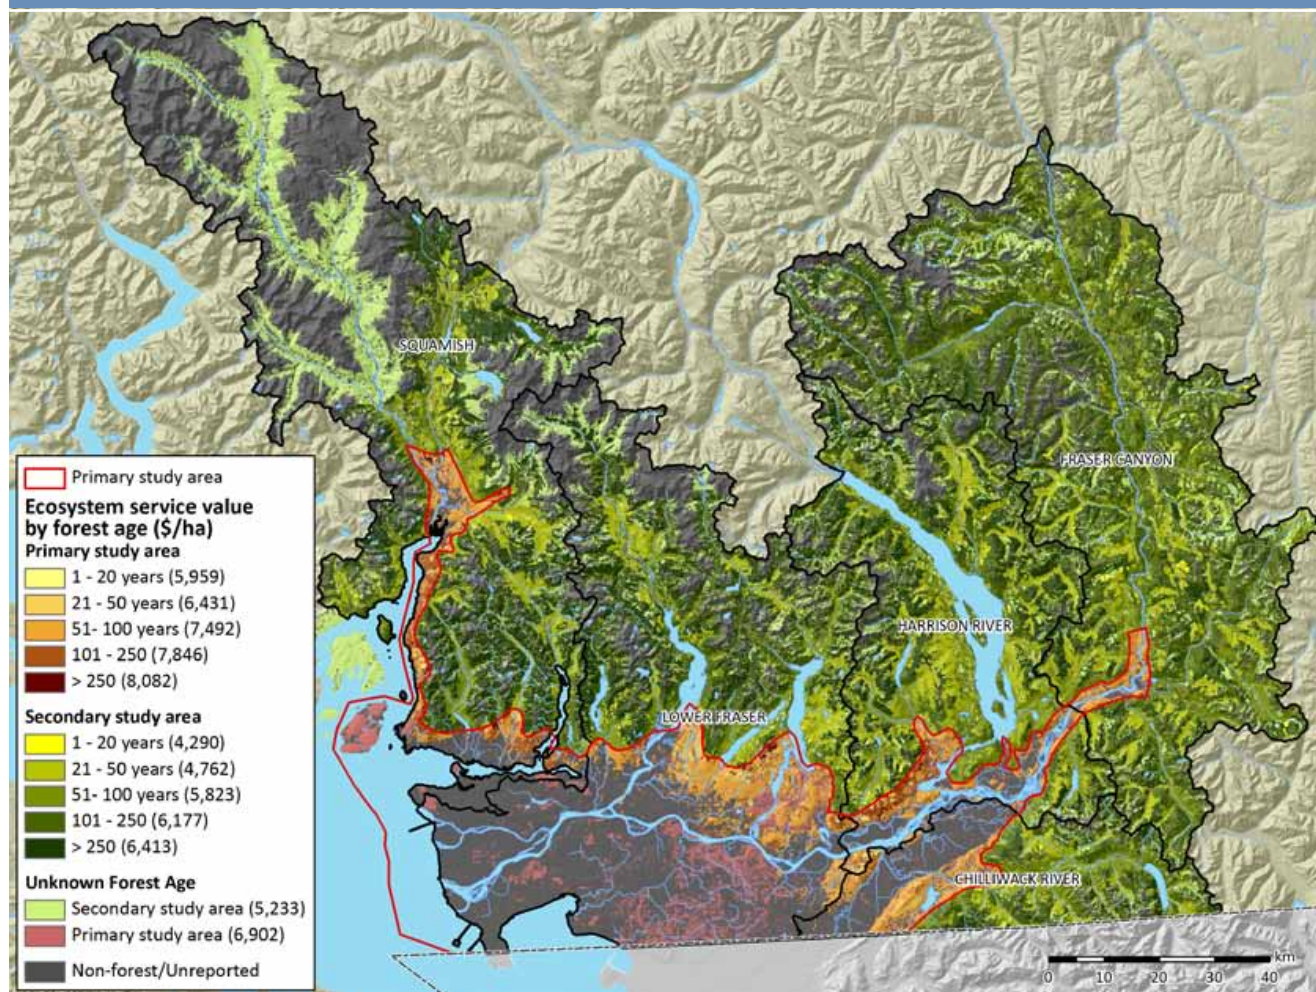 SQUAMISH
FRASER CANYON
HARRISON RIVER
LOWER FRASER
CHILLIWACK RIVER
Primary study area
Ecosystem service value
by forest age ($/ha)
Primary study area
1 - 20 years (5,959)
21 - 50 years (6,431)
51- 100 years (7,492)
101 - 250 (7,846)
> 250 (8,082)
Secondary study area
1 - 20 years (4,290)
21 - 50 years (4,762)
51- 100 years (5,823)
101 - 250 (6,177)
> 250 (6,413)
Unknown Forest Age
Secondary study area (5,233)
Primary study area (6,902)
Non-forest/Unreported
km
0 10 20 30 40